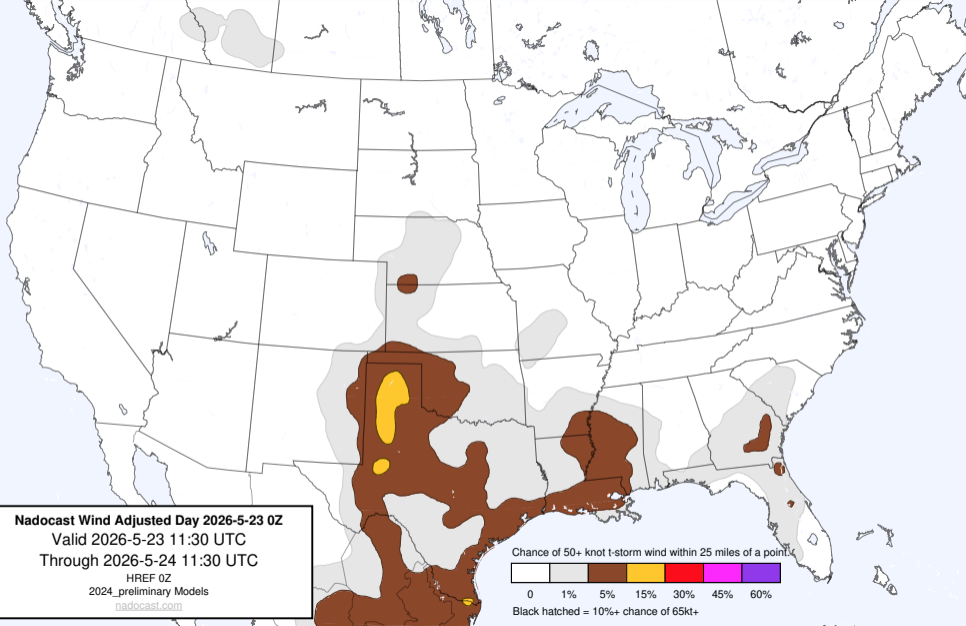 Nadocast Wind Adjusted Day 2026-5-23 0Z
Valid 2026-5-23 11:30 UTC
Through 2026-5-24 11:30 UTC
HREF 0Z
2024_preliminary Models
nadocast.com
Chance of 50+ knot t-storm wind within 25 miles of a point.
0 1% 5% 15% 30% 45% 60%
Black hatched = 10%+ chance of 65kt+